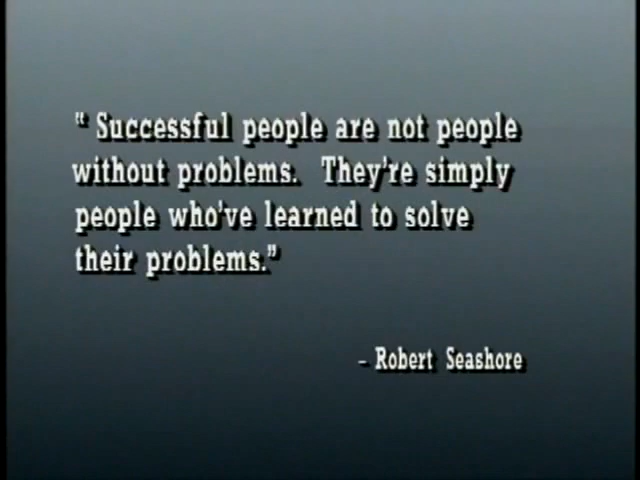 “ Successful people are not people
without problems.  They’re simply
people who’ve learned to solve
their problems.”
– Robert Seashore